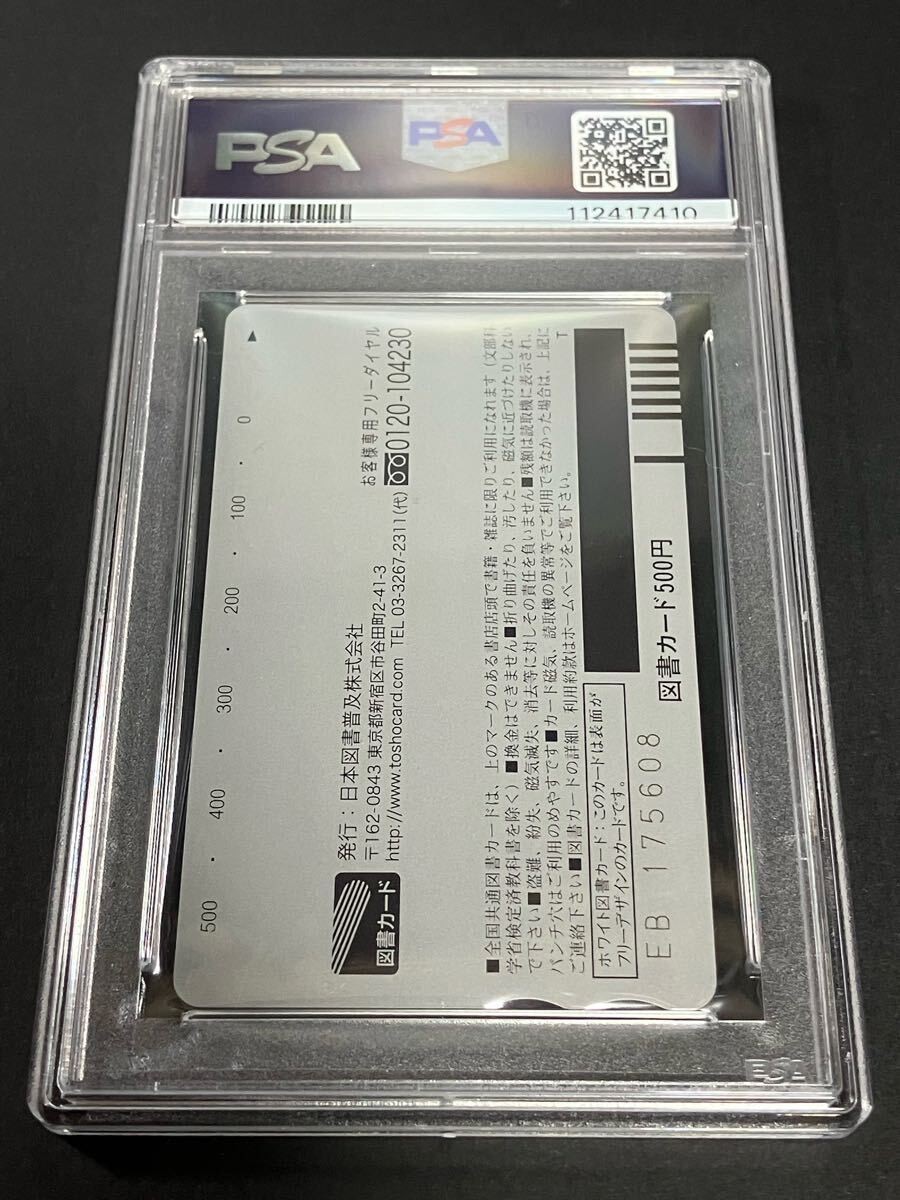 PSA
PSA
112417410
500 ・ 400 ・ 300 ・ 200 ・ 100 ・ 0 ▲
図書カード
発行：日本図書普及株式会社
〒162-0843 東京都新宿区市谷田町2-41-3
http://www.toshocard.com TEL 03-3267-2311(代)
お客様専用フリーダイヤル
0120-104230
■全国共通図書カードは、上のマークのある書店店頭で書籍・雑誌に限りご利用になれます（文部科
学省検定済教科書を除く）■換金はできません■折り曲げたり、汚したり、磁気に近づけたりしない
で下さい■盗難、紛失、磁気減失、消去等に対しその責任を負いません■残額は読取機に表示され、
パンチ穴はご利用のめやすです■カード磁気、読取機の異常等でご利用できなかった場合は、上記に
ご連絡下さい■図書カードの詳細、利用約款はホームページをご覧下さい。
T
ホワイト図書カード：このカードは表面が
フリーデザインのカードです。
EB 175608
図書カード500円
PSA